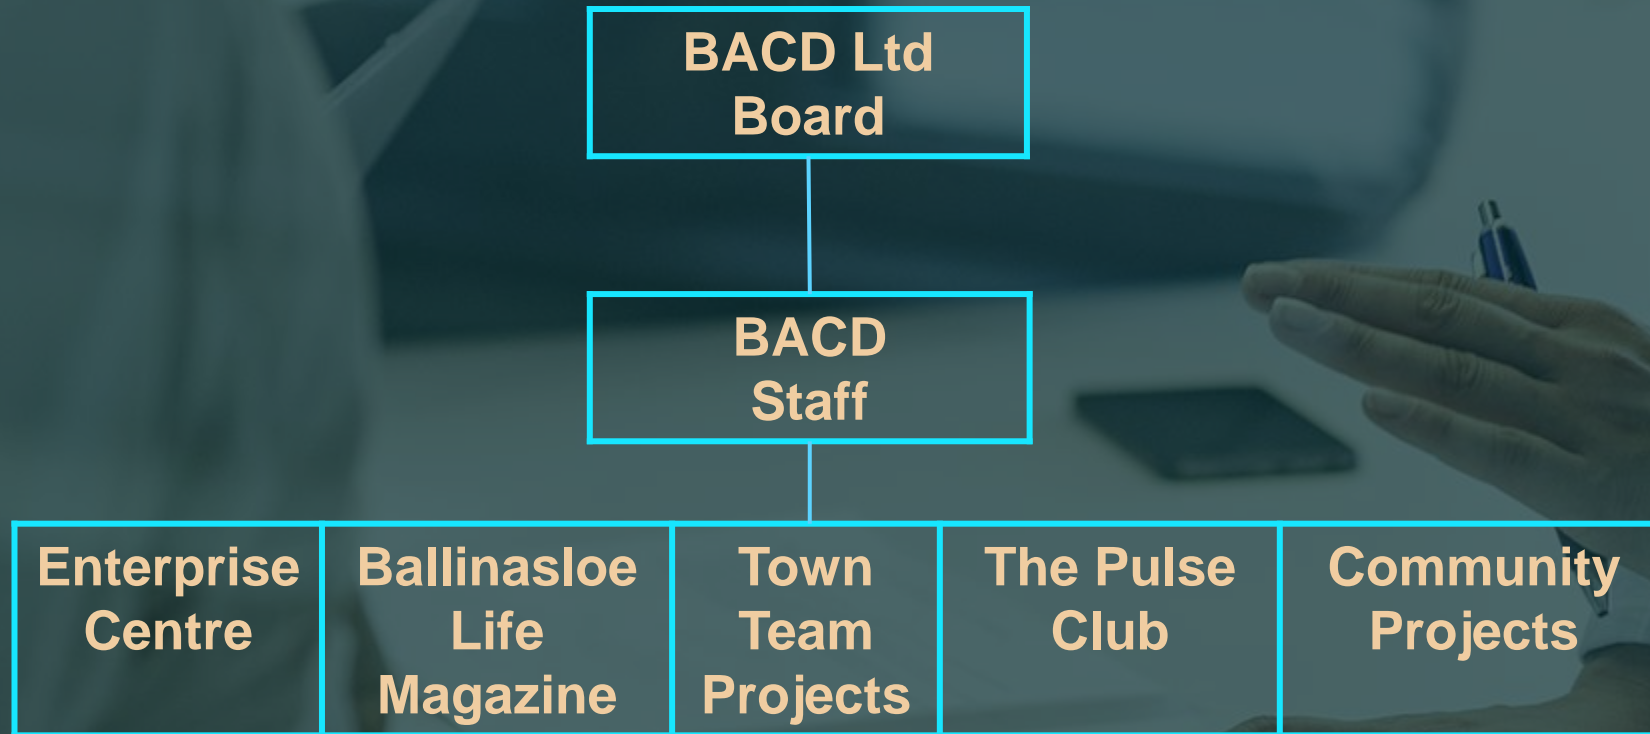 BACD Ltd
Board
BACD
Staff
Enterprise
Centre
Ballinasloe
Life
Magazine
Town
Team
Projects
The Pulse
Club
Community
Projects